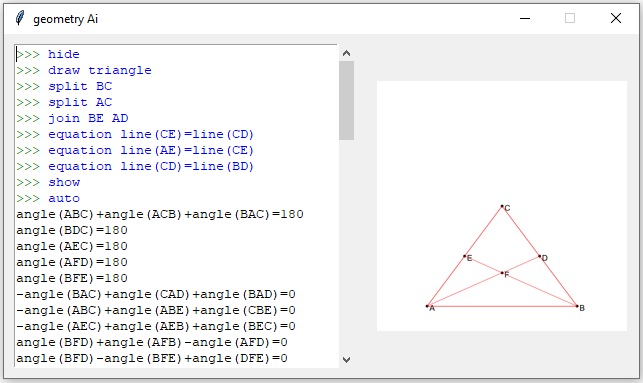 geometry Ai
>>> hide
>>> draw triangle
>>> split BC
>>> split AC
>>> join BE AD
>>> equation line(CE)=line(CD)
>>> equation line(AE)=line(CE)
>>> equation line(CD)=line(BD)
>>> show
>>> auto
angle(ABC)+angle(ACB)+angle(BAC)=180
angle(BDC)=180
angle(AEC)=180
angle(AFD)=180
angle(BFE)=180
-angle(BAC)+angle(CAD)+angle(BAD)=0
-angle(ABC)+angle(ABE)+angle(CBE)=0
-angle(AEC)+angle(AEB)+angle(BEC)=0
angle(BFD)+angle(AFB)-angle(AFD)=0
angle(BFD)-angle(BFE)+angle(DFE)=0
C
E
D
F
A
B